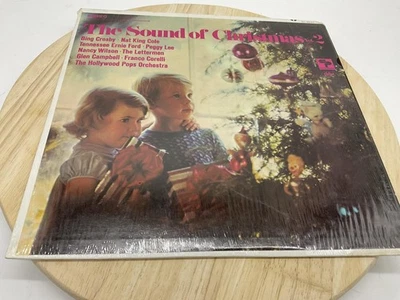 The Sound of Christmas-2
Bing Crosby · Nat King Cole
Tennessee Ernie Ford · Peggy Lee
Nancy Wilson · The Lettermen
Glen Campbell · Franco Corelli
The Hollywood Pops Orchestra